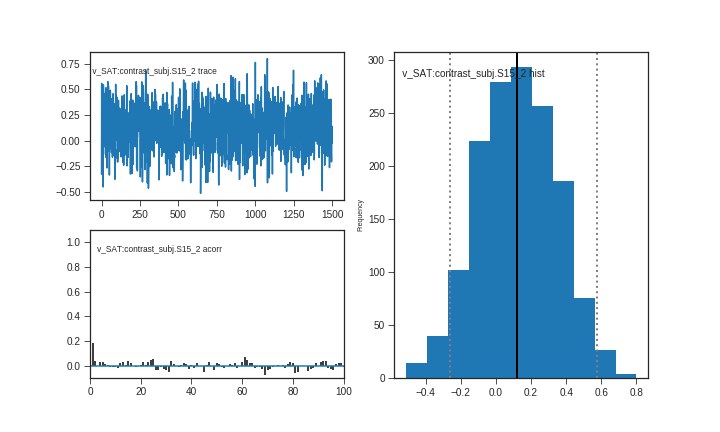 v_SAT:contrast_subj.S15_2 trace
0.75
0.50
0.25
0.00
−0.25
−0.50
0 250 500 750 1000 1250 1500
v_SAT:contrast_subj.S15_2 acorr
1.0
0.8
0.6
0.4
0.2
0.0
0 20 40 60 80 100
v_SAT:contrast_subj.S15_2 hist
Frequency
300
250
200
150
100
50
0
−0.4 −0.2 0.0 0.2 0.4 0.6 0.8